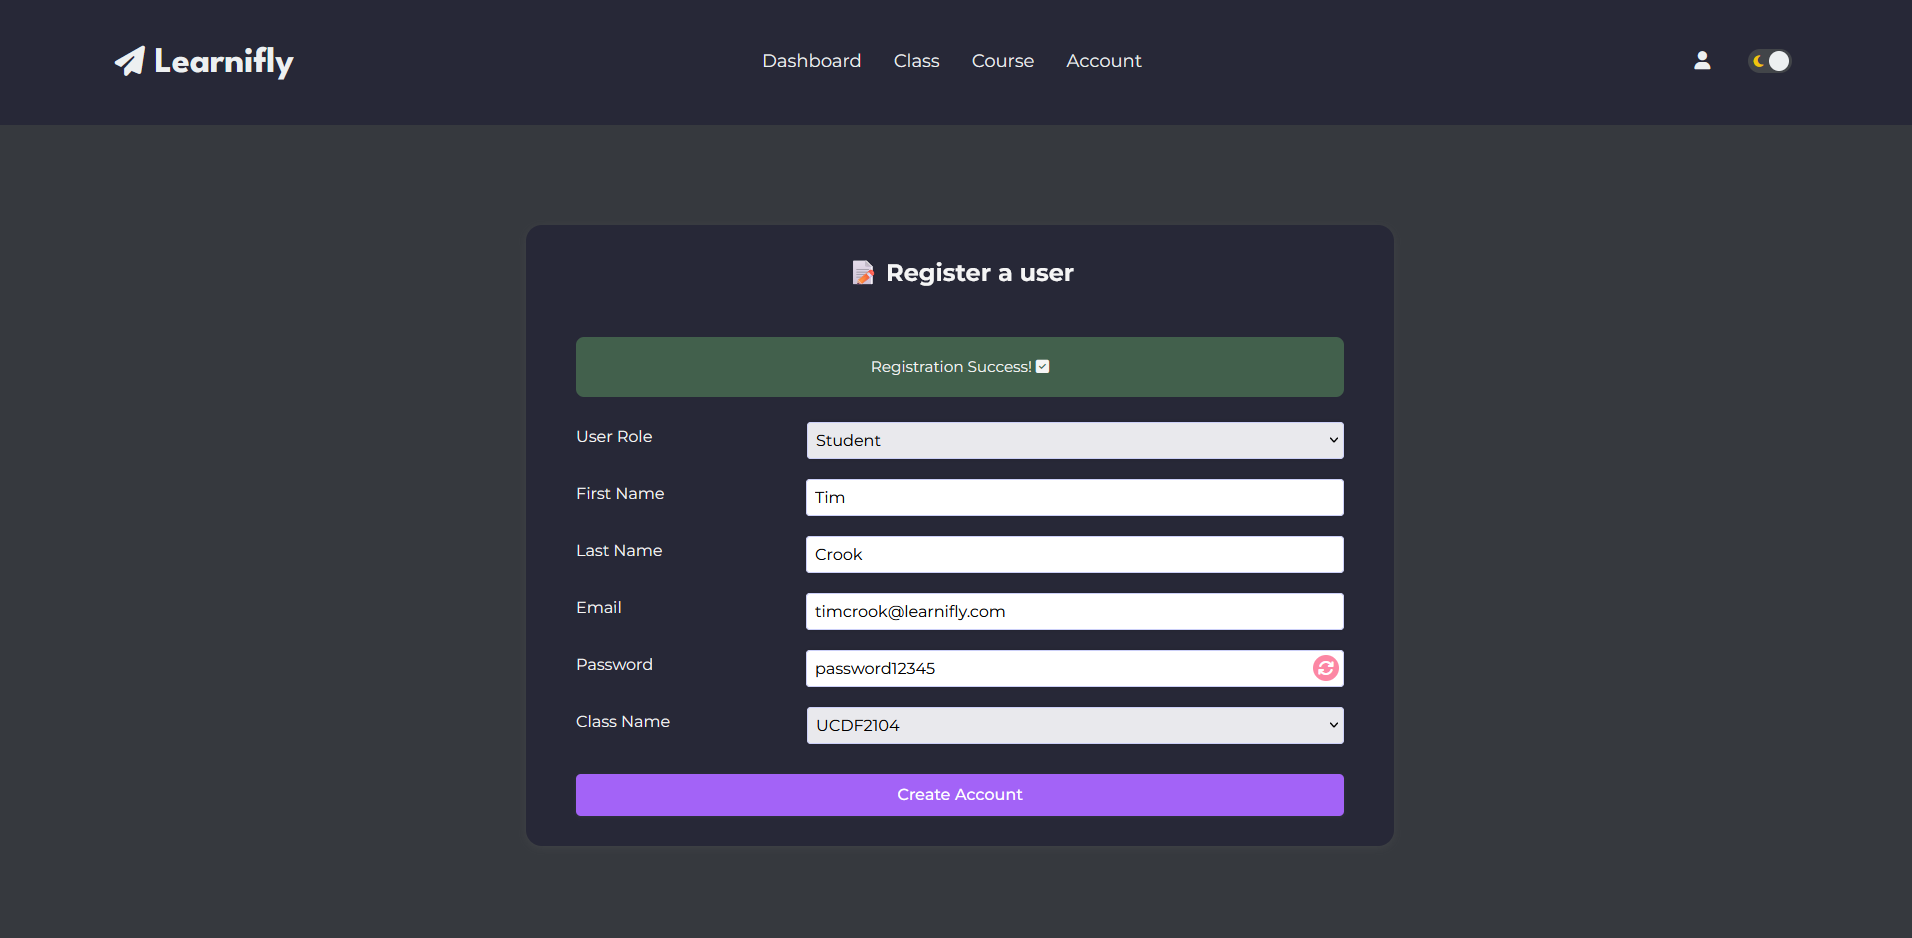 Learnifly
Dashboard Class Course Account
Register a user
Registration Success!
User Role Student
First Name Tim
Last Name Crook
Email timcrook@learnifly.com
Password password12345
Class Name UCDF2104
Create Account